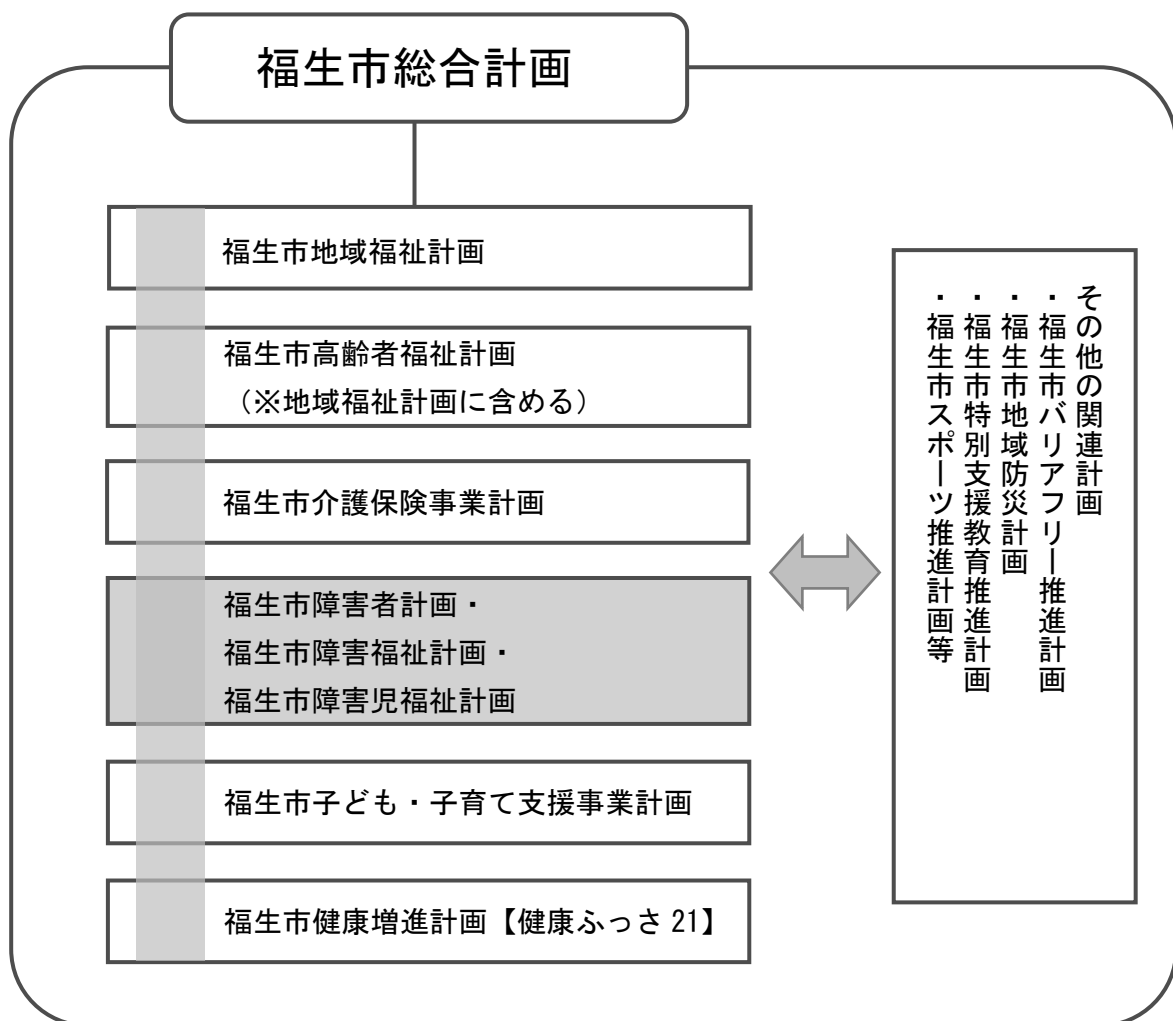 福生市総合計画
福生市地域福祉計画
福生市高齢者福祉計画
（※地域福祉計画に含める）
福生市介護保険事業計画
福生市障害者計画・
福生市障害福祉計画・
福生市障害児福祉計画
福生市子ども・子育て支援事業計画
福生市健康増進計画【健康ふっさ 21】
その他の関連計画
・福生市バリアフリー推進計画
・福生市地域防災計画
・福生市特別支援教育推進計画
・福生市スポーツ推進計画等